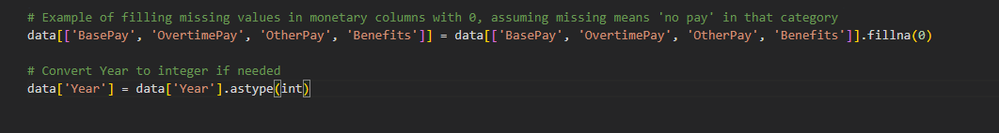 # Example of filling missing values in monetary columns with 0, assuming missing means 'no pay' in that category
data[['BasePay', 'OvertimePay', 'OtherPay', 'Benefits']] = data[['BasePay', 'OvertimePay', 'OtherPay', 'Benefits']].fillna(0)
# Convert Year to integer if needed
data['Year'] = data['Year'].astype(int)